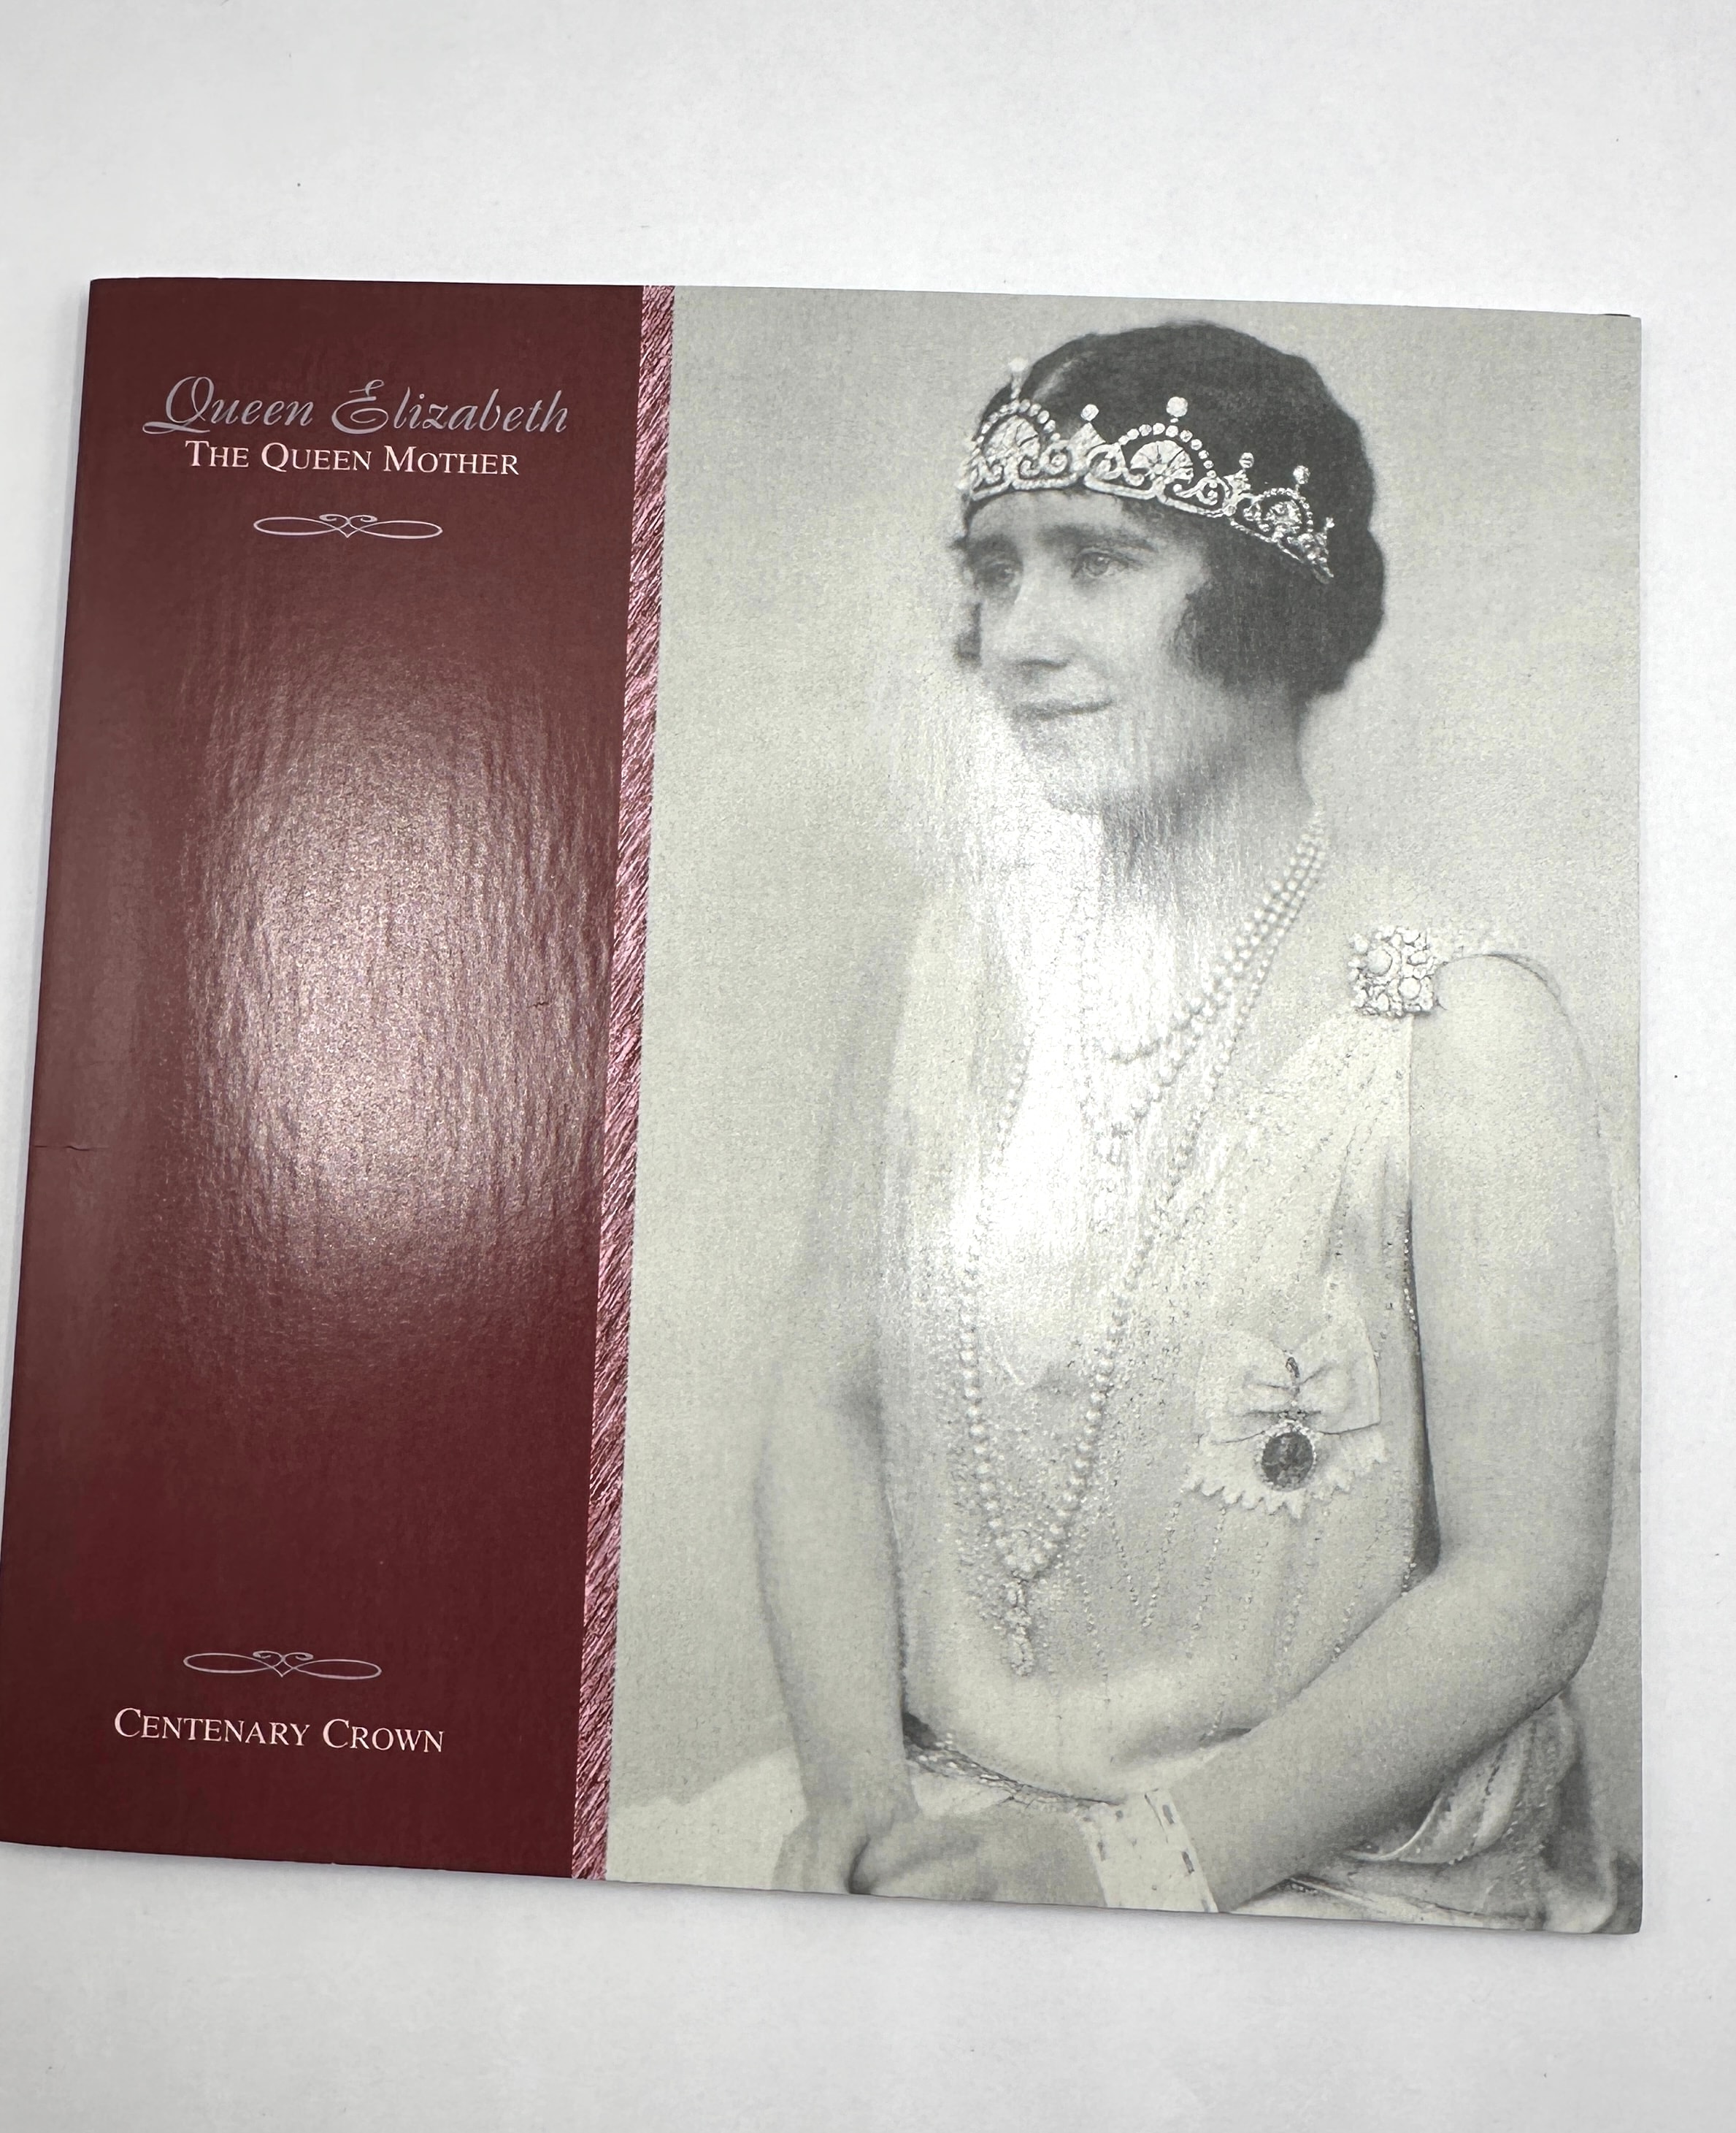 Queen Elizabeth
THE QUEEN MOTHER
CENTENARY CROWN